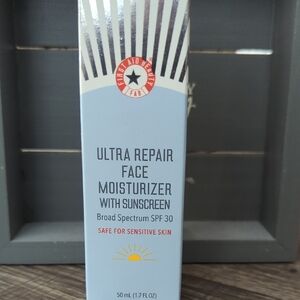 FIRST AID BEAUTY
FAB
ULTRA REPAIR
FACE
MOISTURIZER
WITH SUNSCREEN
Broad Spectrum SPF 30
SAFE FOR SENSITIVE SKIN
50 mL (1.7 FL OZ)